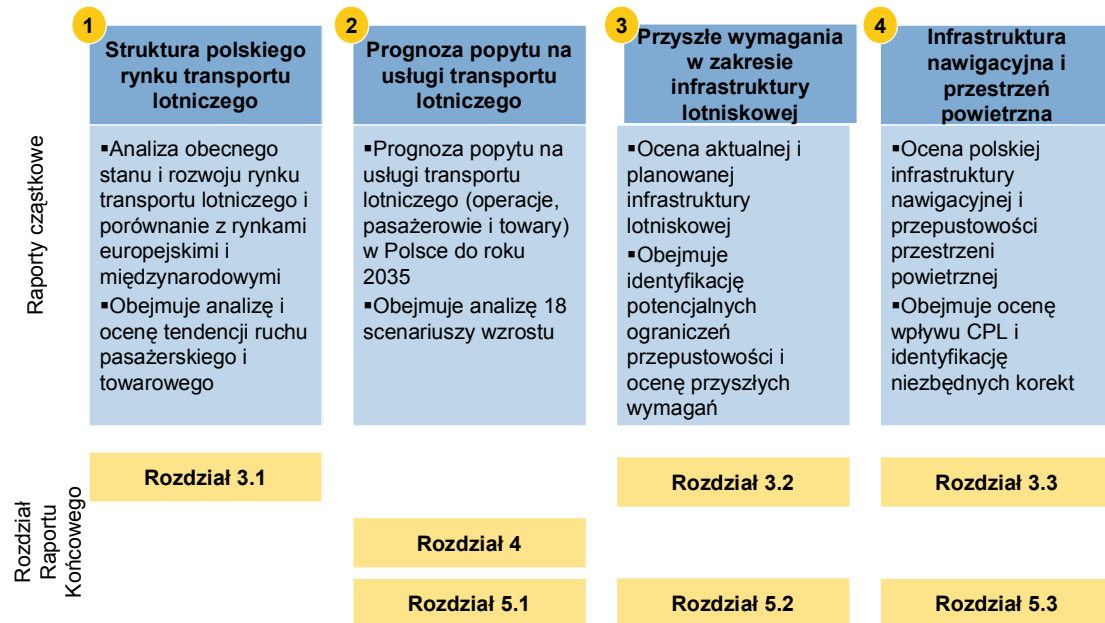 1
Struktura polskiego
rynku transportu
lotniczego
2
Prognoza popytu na
usługi transportu
lotniczego
3
Przyszłe wymagania
w zakresie
infrastruktury
lotniskowej
4
Infrastruktura
nawigacyjna i
przestrzeń
powietrzna
Raporty cząstkowe
▪Analiza obecnego
stanu i rozwoju rynku
transportu lotniczego i
porównanie z rynkami
europejskimi i
międzynarodowymi
▪Obejmuje analizę i
ocenę tendencji ruchu
pasażerskiego i
towarowego
▪Prognoza popytu na
usługi transportu
lotniczego (operacje,
pasażerowie i towary)
w Polsce do roku
2035
▪Obejmuje analizę 18
scenariuszy wzrostu
▪Ocena aktualnej i
planowanej
infrastruktury
lotniskowej
▪Obejmuje
identyfikację
potencjalnych
ograniczeń
przepustowości i
ocenę przyszłych
wymagań
▪Ocena polskiej
infrastruktury
nawigacyjnej i
przepustowości
przestrzeni
powietrznej
▪Obejmuje ocenę
wpływu CPL i
identyfikację
niezbędnych korekt
Rozdział
Raportu
Końcowego
Rozdział 3.1
Rozdział 3.2
Rozdział 3.3
Rozdział 4
Rozdział 5.1
Rozdział 5.2
Rozdział 5.3